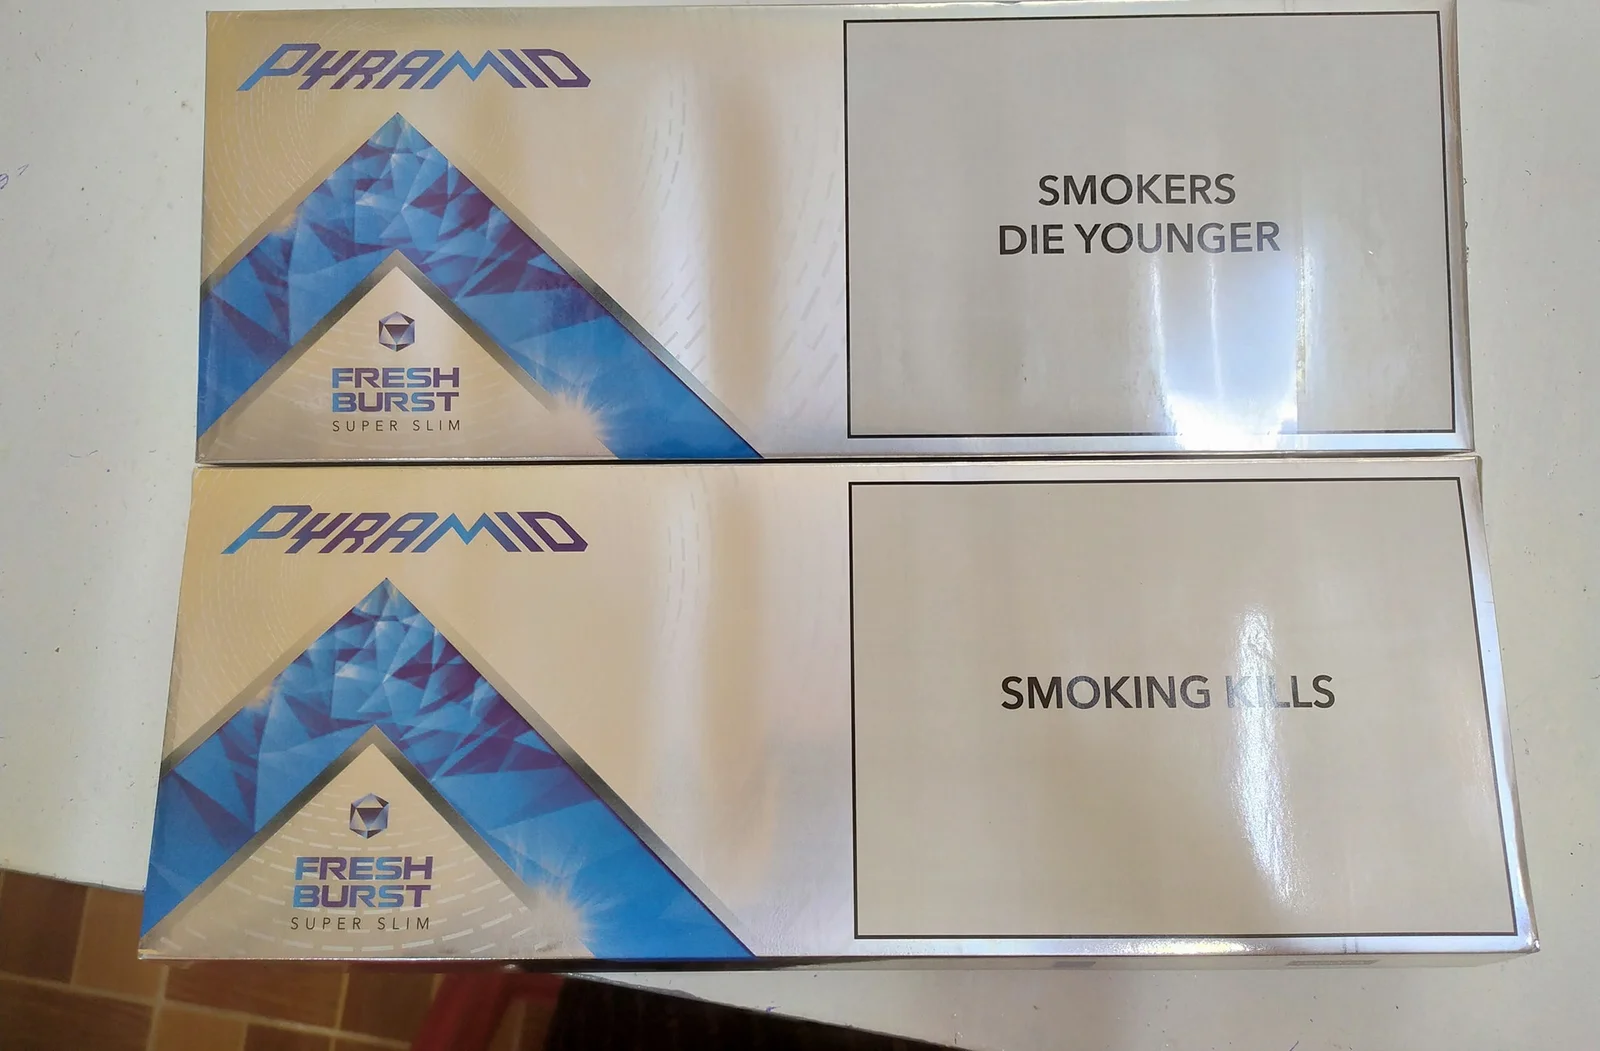 PYRAMID
FRESH
BURST
SUPER SLIM
SMOKERS
DIE YOUNGER
PYRAMID
FRESH
BURST
SUPER SLIM
SMOKING KILLS